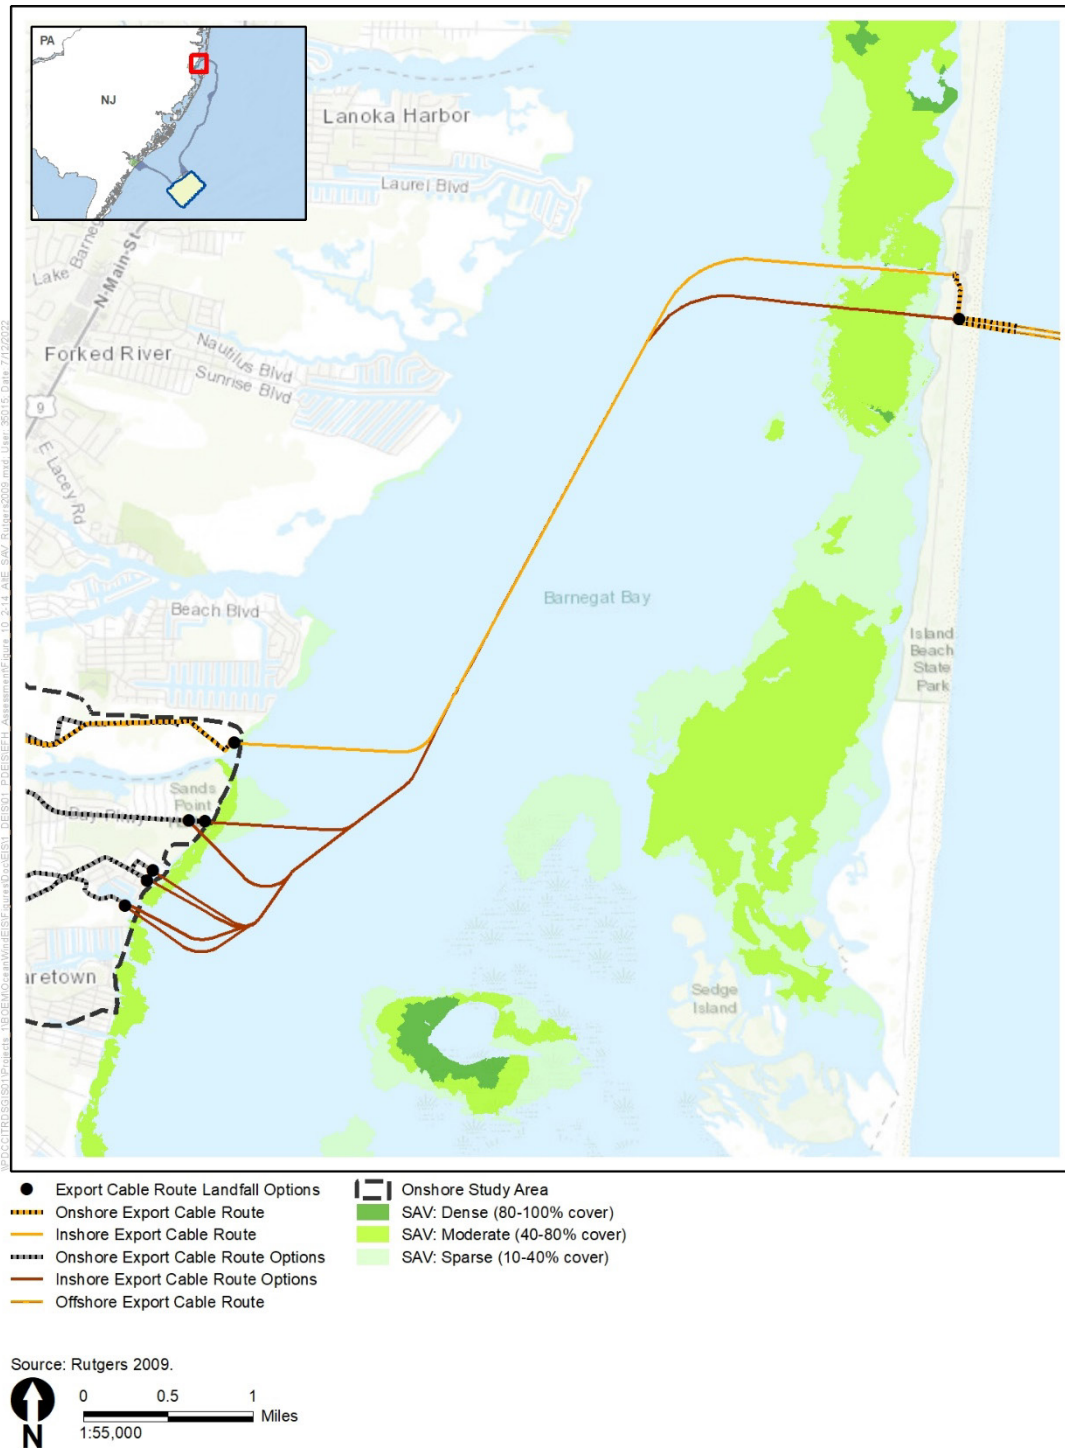 PA
NJ
Lanoka Harbor
Laurel Blvd
Lake Barneg
N Main St
Forked River
Nautilus Blvd
Sunrise Blvd
9
E Lacey Rd
Beach Blvd
Barnegat Bay
Island
Beach
State
Park
Sands
Point
Bay Pkwy
aretown
Sedge
Island
Export Cable Route Landfall Options
Onshore Export Cable Route
Inshore Export Cable Route
Onshore Export Cable Route Options
Inshore Export Cable Route Options
Offshore Export Cable Route
Onshore Study Area
SAV: Dense (80-100% cover)
SAV: Moderate (40-80% cover)
SAV: Sparse (10-40% cover)
Source: Rutgers 2009.
N
0 0.5 1
Miles
1:55,000